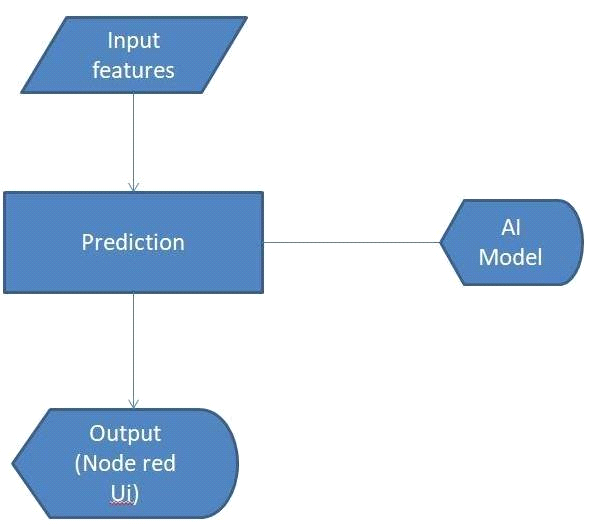 Input
features
Prediction
AI
Model
Output
(Node red
Ui)